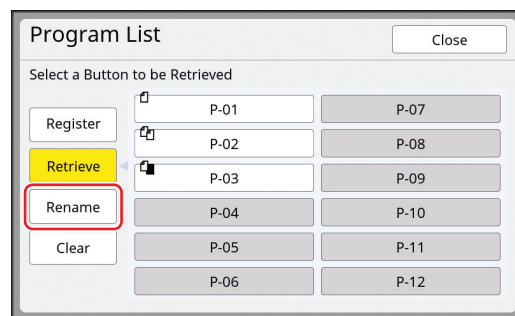 Program List
Close
Select a Button to be Retrieved
Register
Retrieve
Rename
Clear
P-01
P-02
P-03
P-04
P-05
P-06
P-07
P-08
P-09
P-10
P-11
P-12